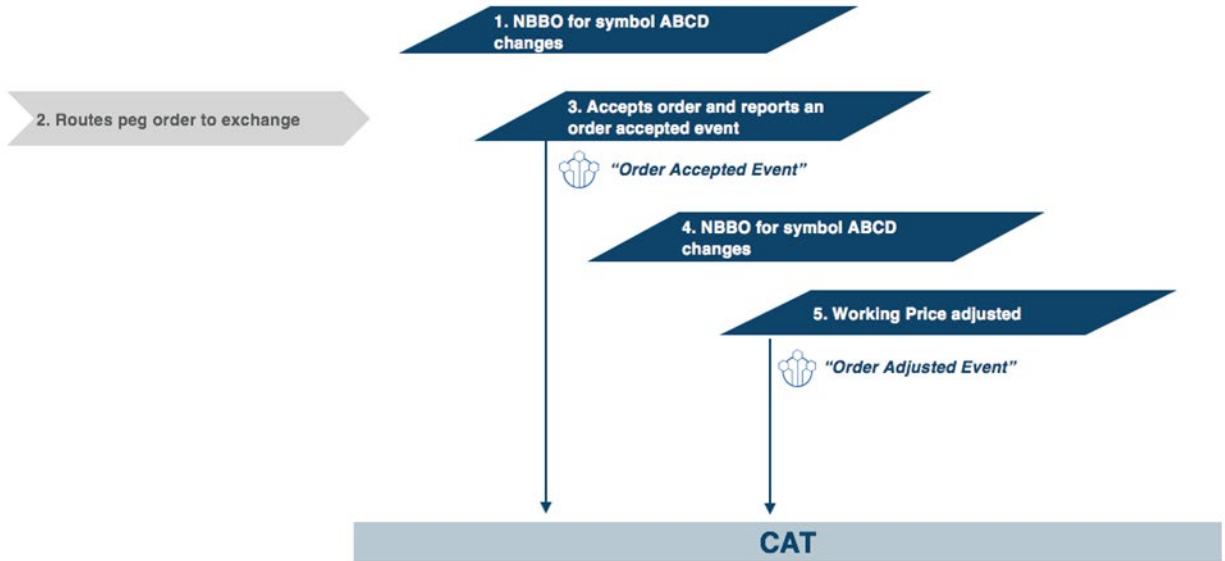 1. NBBO for symbol ABCD
changes
2. Routes peg order to exchange
3. Accepts order and reports an
order accepted event
“Order Accepted Event”
4. NBBO for symbol ABCD
changes
5. Working Price adjusted
“Order Adjusted Event”
CAT